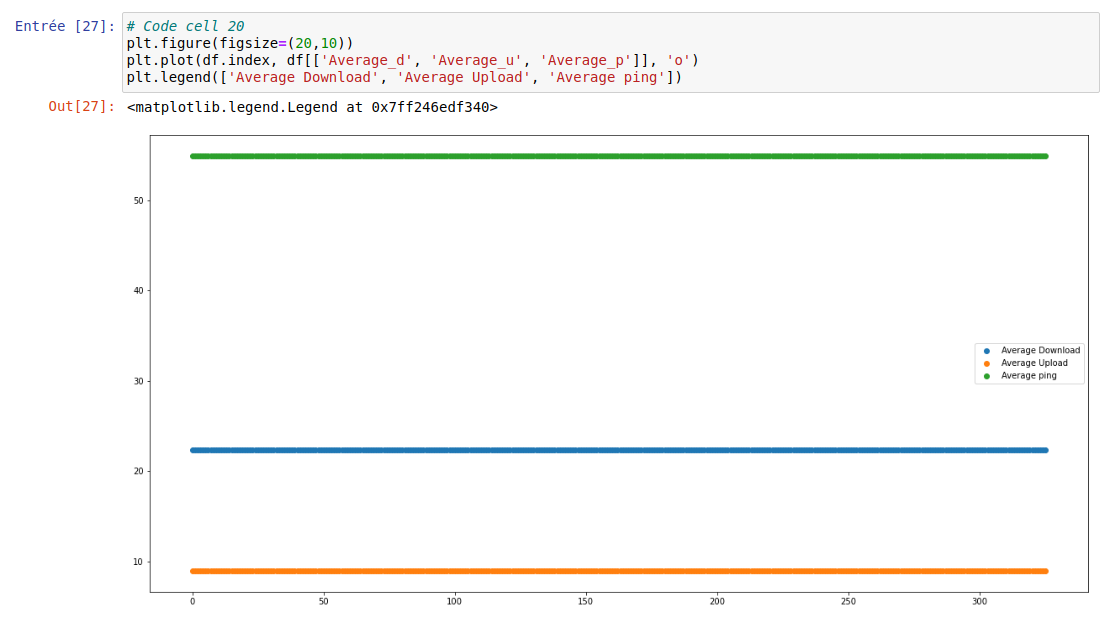 Entrée [27]: # Code cell 20
plt.figure(figsize=(20,10))
plt.plot(df.index, df[['Average_d', 'Average_u', 'Average_p']], 'o')
plt.legend(['Average Download', 'Average Upload', 'Average ping'])
Out[27]: <matplotlib.legend.Legend at 0x7ff246edf340>
50
40
30
20
10
Average Download
Average Upload
Average ping
0 50 100 150 200 250 300